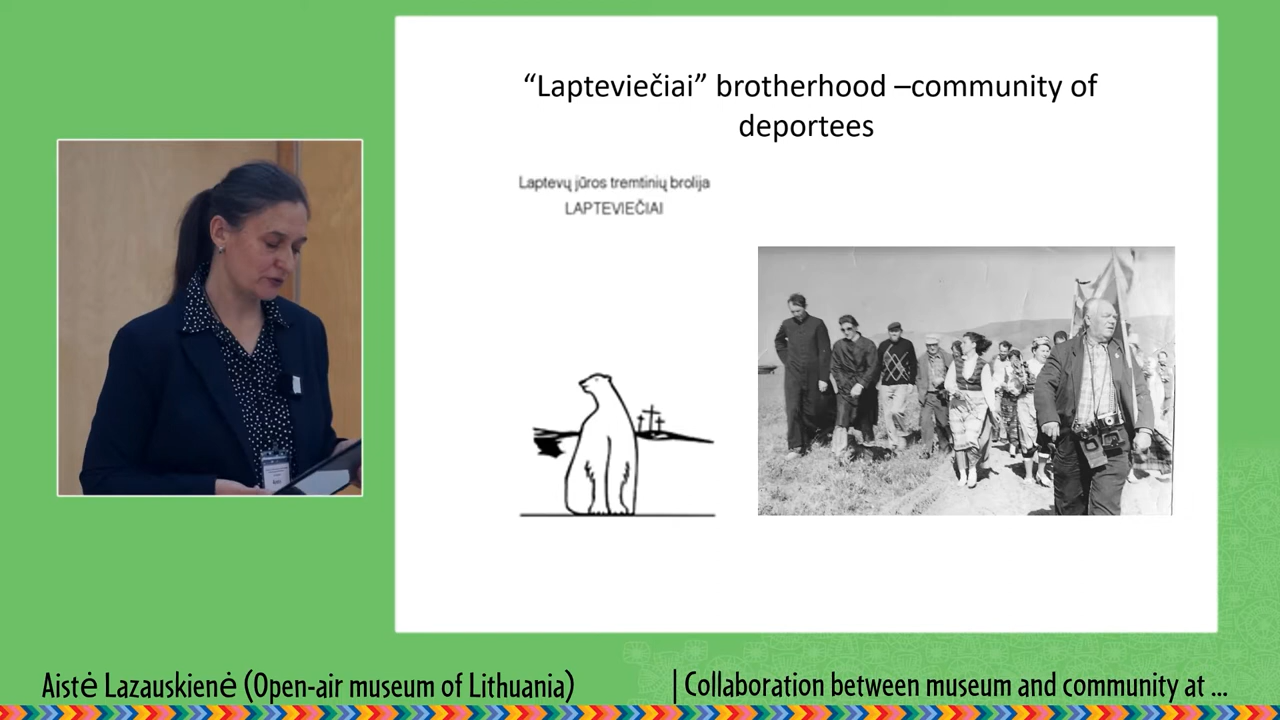 “Lapteviečiai” brotherhood –community of
deportees
Laptevų jūros tremtinių brolija
LAPTEVIEČIAI
Aistė Lazauskienė (Open-air museum of Lithuania)
| Collaboration between museum and community at ...